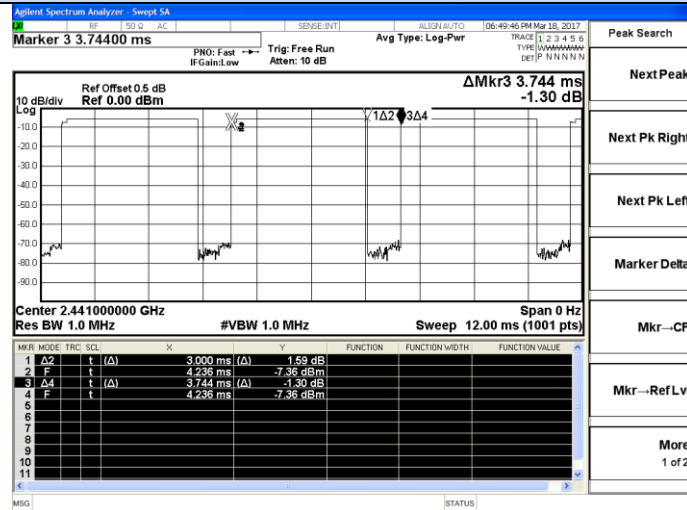 Agilent Spectrum Analyzer - Swept SA
LXI RF 50 Ω AC SENSE:INT ALIGN AUTO 06:49:46 PM Mar 18, 2017
Marker 3 3.74400 ms
PNO: Fast
IFGain:Low
Trig: Free Run
Atten: 10 dB
Avg Type: Log-Pwr
TRACE 1 2 3 4 5 6
TYPE WWWWWW
DET P N N N N N
Ref Offset 0.5 dB
10 dB/div Ref 0.00 dBm
Log
ΔMkr3 3.744 ms
-1.30 dB
-10.0
-20.0
-30.0
-40.0
-50.0
-60.0
-70.0
-80.0
-90.0
1Δ2 3Δ4
Center 2.441000000 GHz Span 0 Hz
Res BW 1.0 MHz #VBW 1.0 MHz Sweep 12.00 ms (1001 pts)
MKR MODE TRC SCL X Y FUNCTION FUNCTION WIDTH FUNCTION VALUE
1 Δ2 t (Δ) 3.000 ms (Δ) 1.59 dB
2 F t 4.236 ms -7.36 dBm
3 Δ4 t (Δ) 3.744 ms (Δ) -1.30 dB
4 F t 4.236 ms -7.36 dBm
5
6
7
8
9
10
11
MSG STATUS
Peak Search
Next Peak
Next Pk Right
Next Pk Left
Marker Delta
Mkr→CF
Mkr→Ref Lvl
More
1 of 2